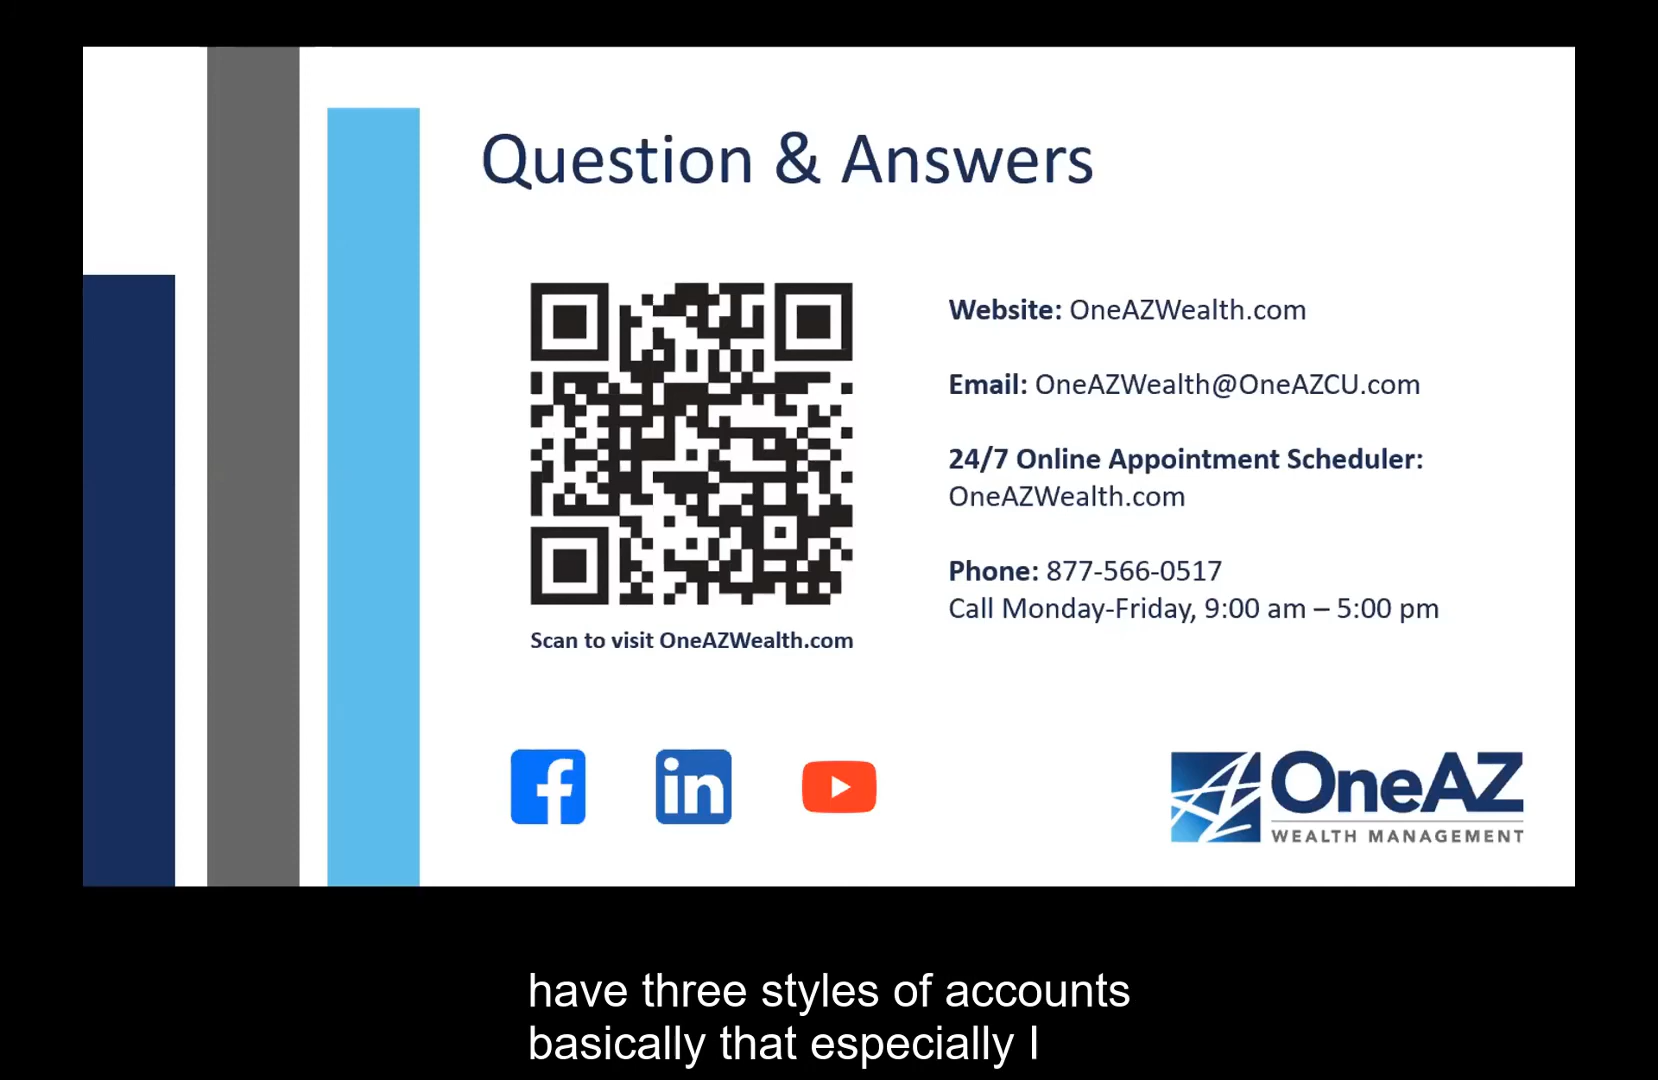 Question & Answers
Website: OneAZWealth.com
Email: OneAZWealth@OneAZCU.com
24/7 Online Appointment Scheduler:
OneAZWealth.com
Phone: 877-566-0517
Call Monday-Friday, 9:00 am – 5:00 pm
Scan to visit OneAZWealth.com
f
in
OneAZ
WEALTH MANAGEMENT
have three styles of accounts
basically that especially I